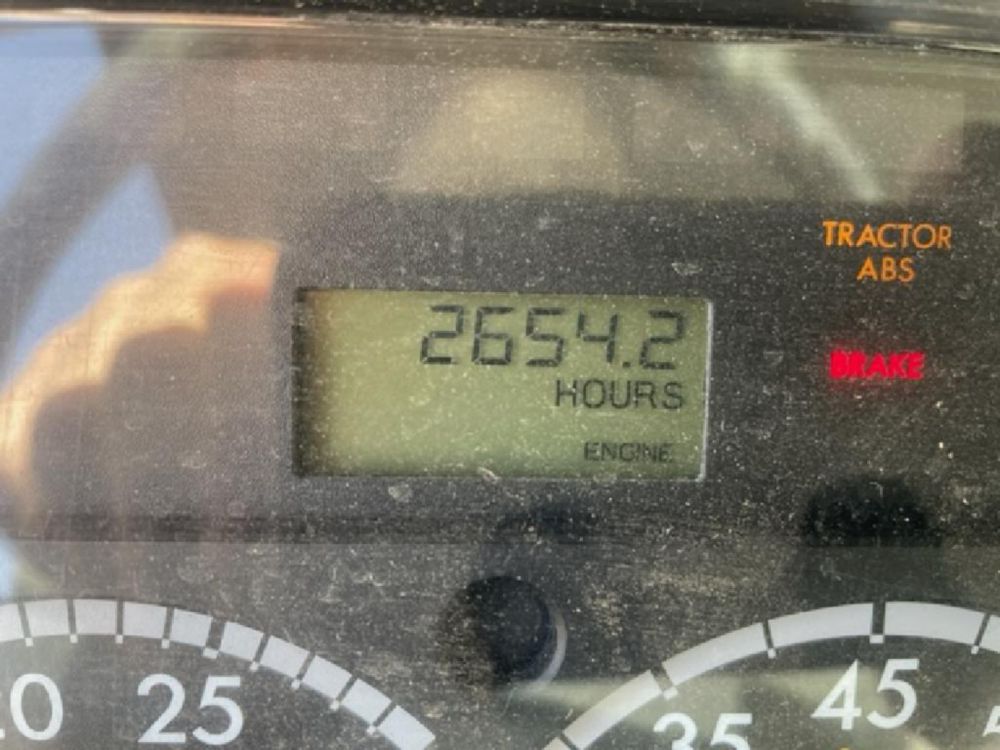 TRACTOR
ABS
2654.2
BRAKE
HOURS
ENGINE
25
35
45